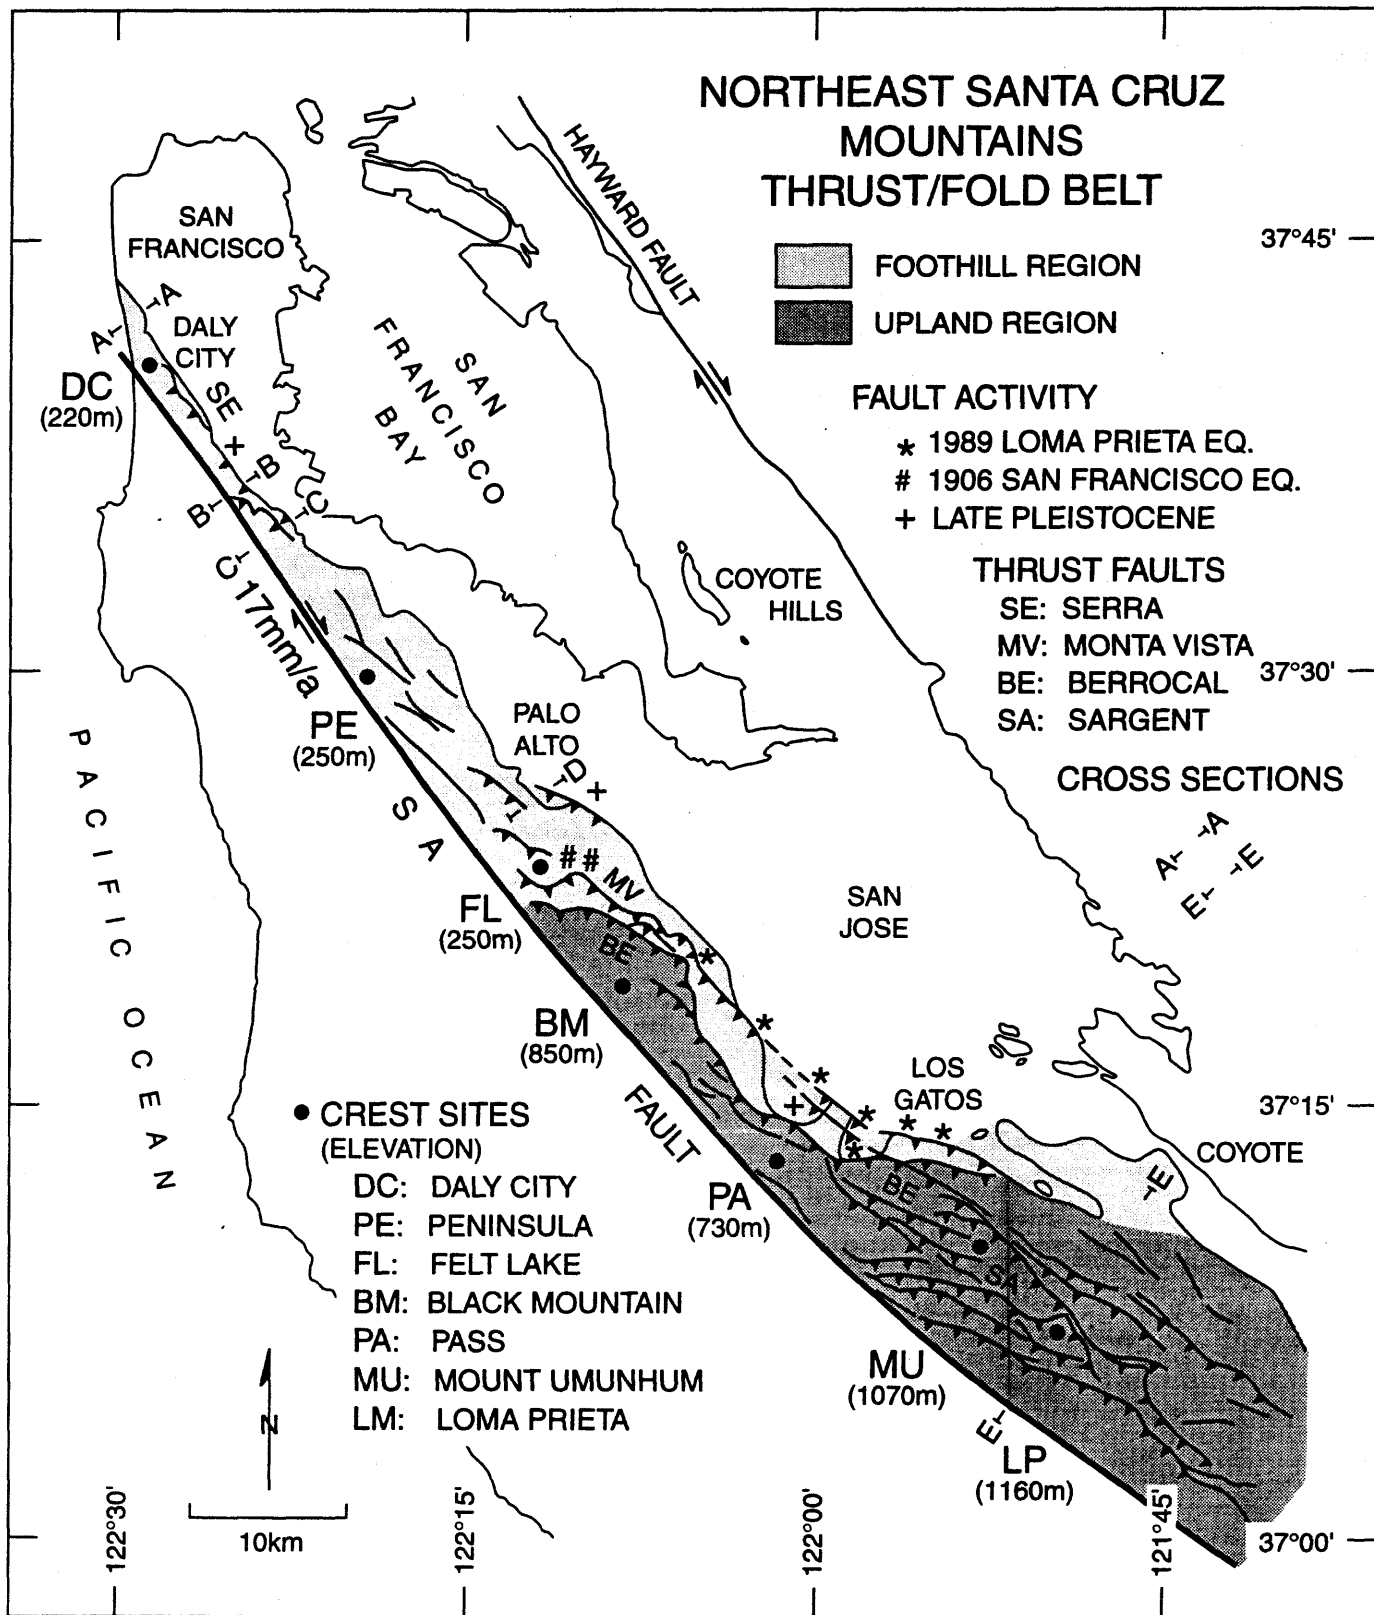 NORTHEAST SANTA CRUZ
MOUNTAINS
THRUST/FOLD BELT
FOOTHILL REGION
UPLAND REGION
FAULT ACTIVITY
* 1989 LOMA PRIETA EQ.
# 1906 SAN FRANCISCO EQ.
+ LATE PLEISTOCENE
THRUST FAULTS
SE: SERRA
MV: MONTA VISTA
BE: BERROCAL
SA: SARGENT
CROSS SECTIONS
A
A
E
E
37°45'
37°30'
37°15'
37°00'
HAYWARD FAULT
SAN
FRANCISCO
A
A
DALY
CITY
DC
(220m)
SE
+
B
B
C
C
17mm/a
SAN
FRANCISCO
BAY
COYOTE
HILLS
PE
(250m)
PALO
ALTO
D
+
PACIFIC OCEAN
SA
FAULT
##
MV
FL
(250m)
BE
SAN
JOSE
*
BM
(850m)
*
*
+
*
*
*
*
LOS
GATOS
COYOTE
E
PA
(730m)
BE
SA
MU
(1070m)
E
LP
(1160m)
CREST SITES
(ELEVATION)
DC: DALY CITY
PE: PENINSULA
FL: FELT LAKE
BM: BLACK MOUNTAIN
PA: PASS
MU: MOUNT UMUNHUM
LM: LOMA PRIETA
N
10km
122°30'
122°15'
122°00'
121°45'